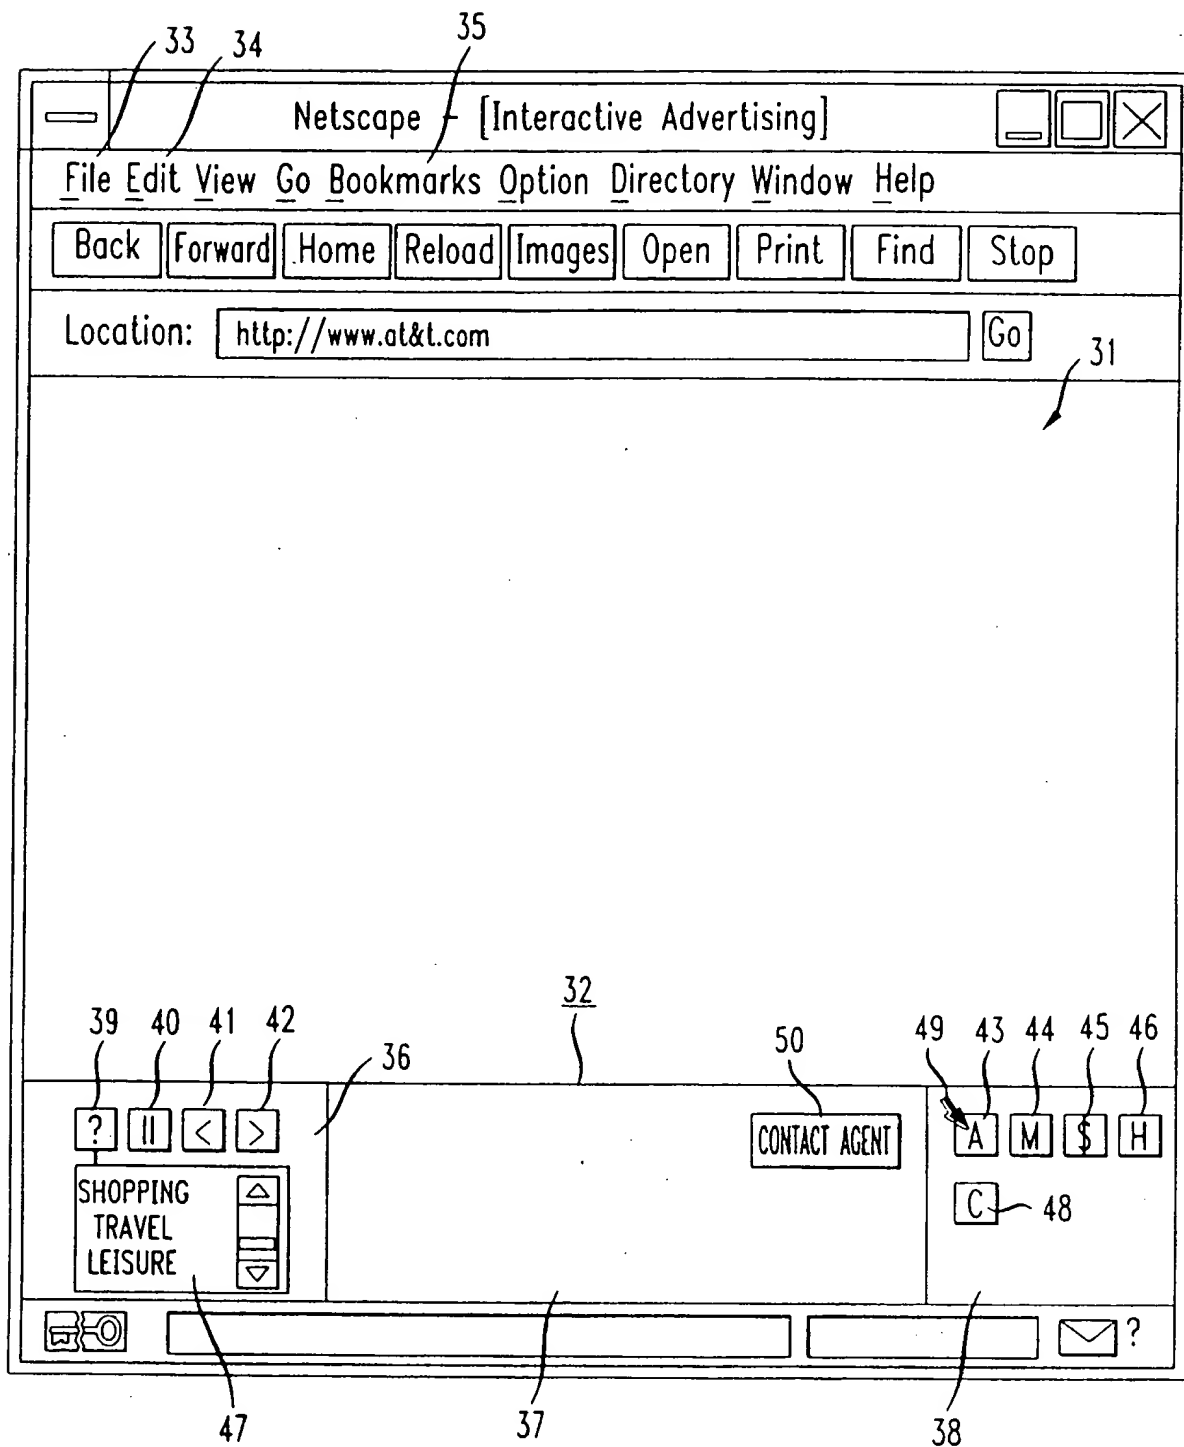 33 34 35
Netscape - [Interactive Advertising]
File Edit View Go Bookmarks Option Directory Window Help
Back Forward Home Reload Images Open Print Find Stop
Location: http://www.at&t.com Go
31
32
39 40 41 42 36 50 49 43 44 45 46
? || < > CONTACT AGENT A M $ H
SHOPPING
TRAVEL
LEISURE
C 48
?
47 37 38